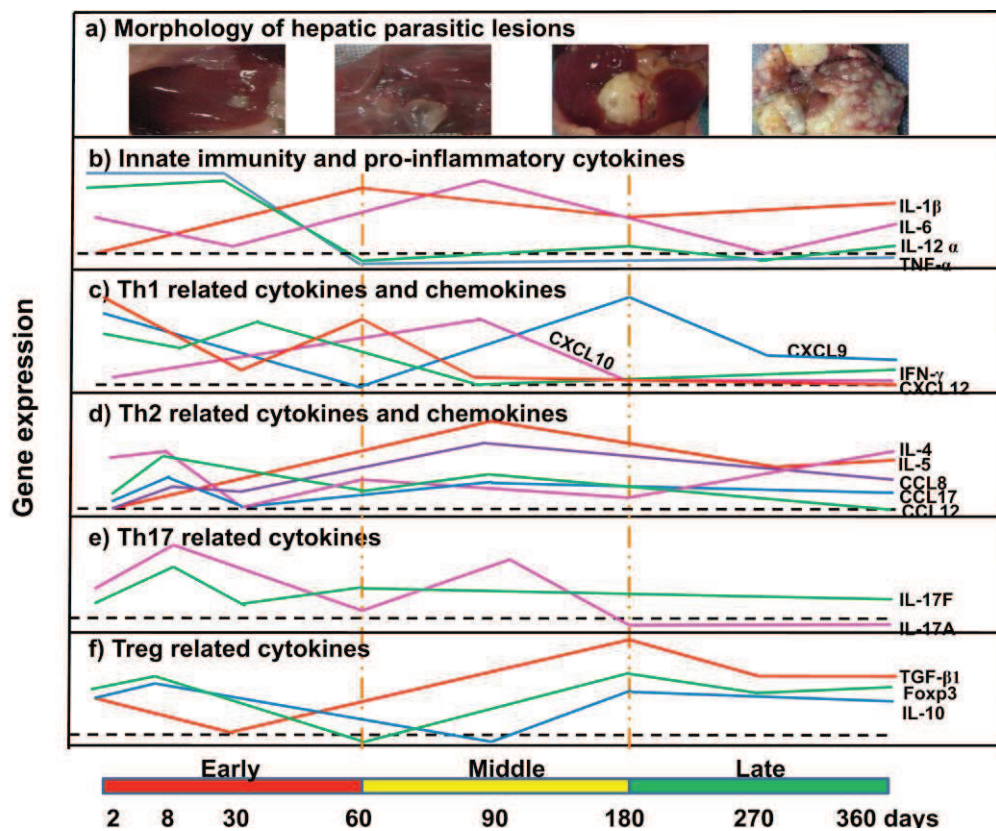 a) Morphology of hepatic parasitic lesions
b) Innate immunity and pro-inflammatory cytokines
IL-1β
IL-6
IL-12 α
TNF-α
c) Th1 related cytokines and chemokines
CXCL10
CXCL9
IFN-γ
CXCL12
d) Th2 related cytokines and chemokines
IL-4
IL-5
CCL8
CCL17
CCL12
e) Th17 related cytokines
IL-17F
IL-17A
f) Treg related cytokines
TGF-β1
Foxp3
IL-10
Gene expression
Early Middle Late
2 8 30 60 90 180 270 360 days